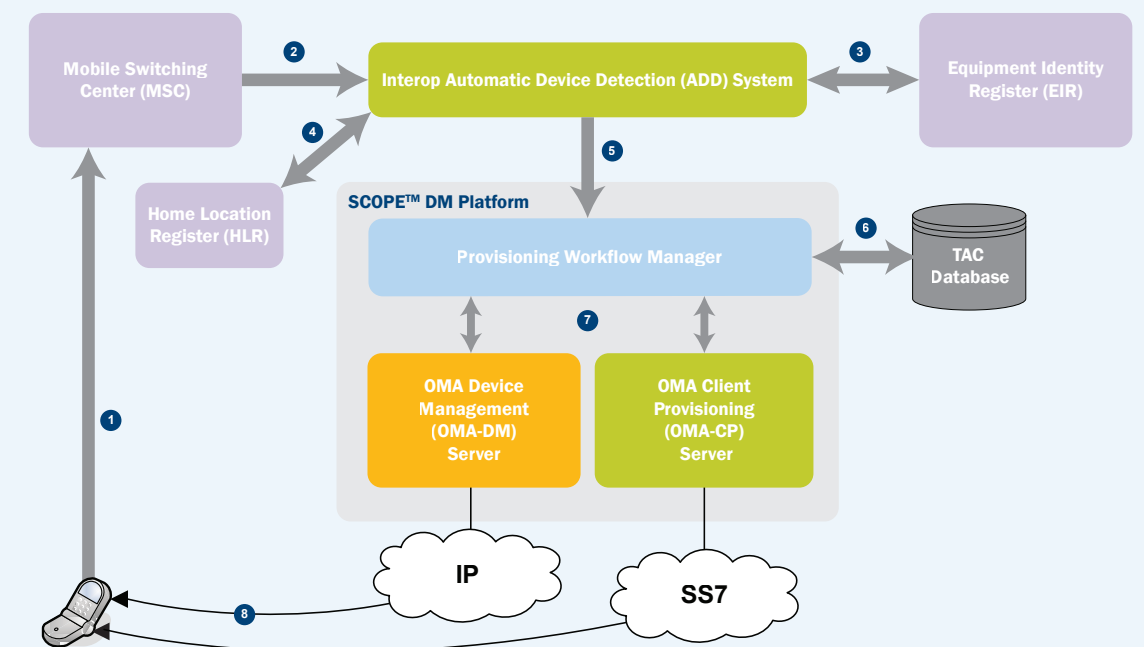 2
3
Mobile Switching
Center (MSC)
Interop Automatic Device Detection (ADD) System
Equipment Identity
Register (EIR)
4
5
SCOPE™ DM Platform
Home Location
Register (HLR)
Provisioning Workflow Manager
6
TAC
Database
7
OMA Device
Management
(OMA-DM)
Server
OMA Client
Provisioning
(OMA-CP)
Server
1
IP
SS7
8